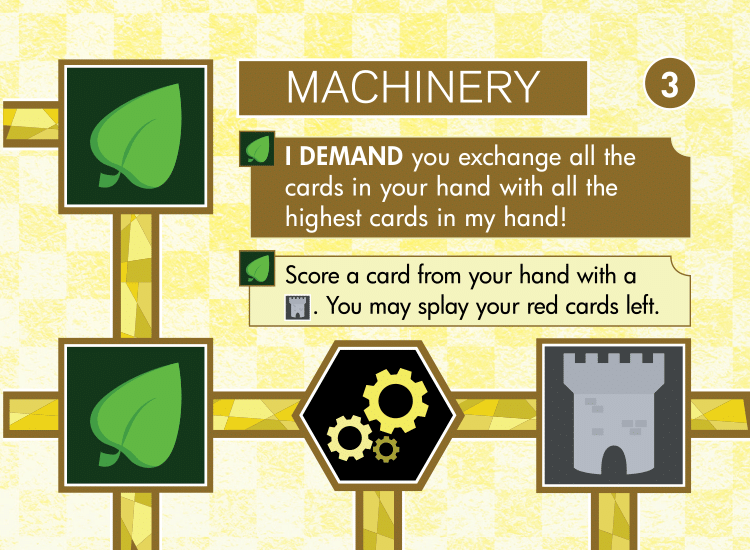 MACHINERY
3
I DEMAND you exchange all the
cards in your hand with all the
highest cards in my hand!
Score a card from your hand with a
. You may splay your red cards left.